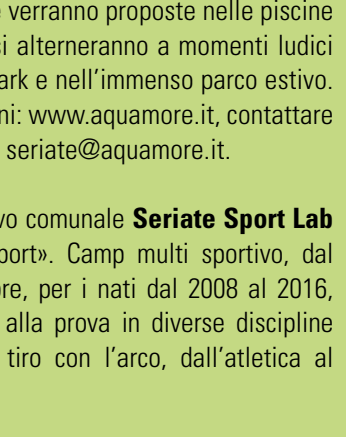 e verranno proposte nelle piscine
si alterneranno a momenti ludici
ark e nell'immenso parco estivo.
ni: www.aquamore.it, contattare
seriate@aquamore.it.
vo comunale Seriate Sport Lab
port». Camp multi sportivo, dal
re, per i nati dal 2008 al 2016,
alla prova in diverse discipline
tiro con l'arco, dall'atletica al